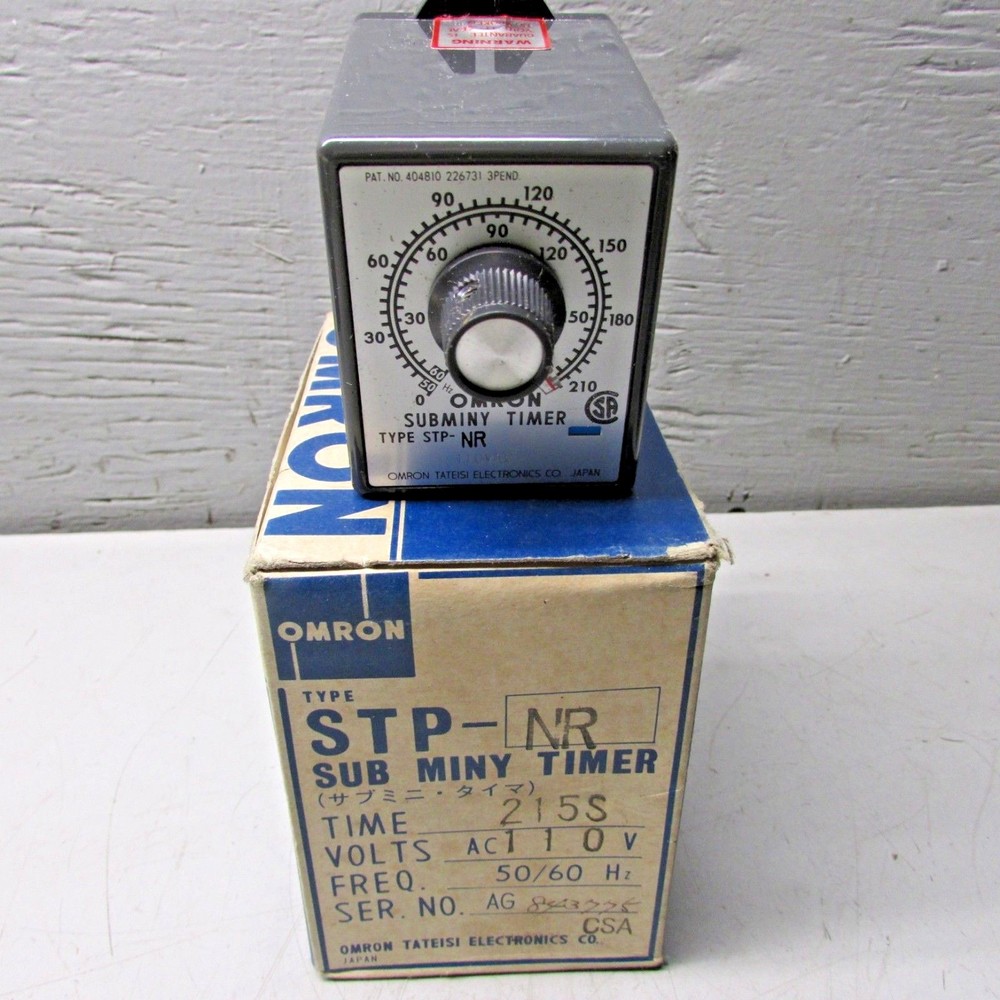 WARNING
PAT. NO. 404810 226731 3PEND.
0 30 60 90 120 150 180 210
30 60 90 120 50
60
50 Hz
OMRON
SUBMINY TIMER
CSA
TYPE STP-NR
OMRON TATEISI ELECTRONICS CO. JAPAN
OMRON
OMRON
TYPE
STP-NR
SUB MINY TIMER
(サブミニ・タイマ)
TIME 215S
VOLTS AC 110 V
FREQ. 50/60 Hz
SER. NO. AG
CSA
OMRON TATEISI ELECTRONICS CO.
JAPAN